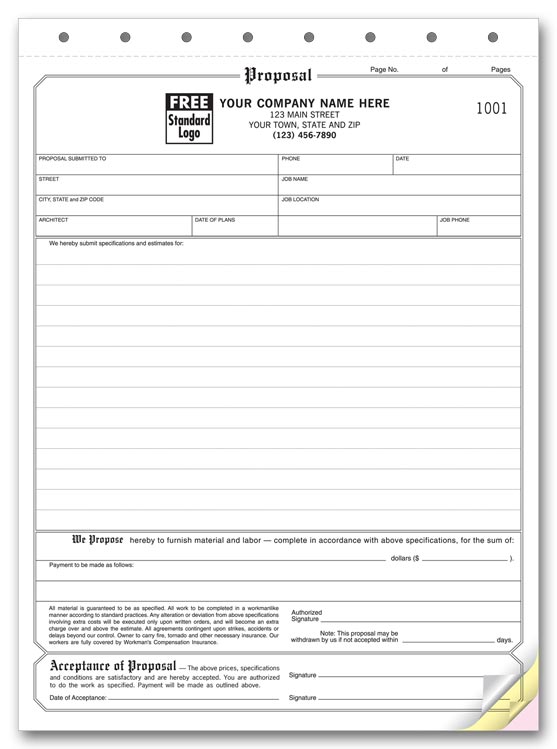 Proposal
Page No. of Pages
FREE
Standard
Logo
YOUR COMPANY NAME HERE
123 MAIN STREET
YOUR TOWN, STATE AND ZIP
(123) 456-7890
1001
PROPOSAL SUBMITTED TO PHONE DATE
STREET JOB NAME
CITY, STATE and ZIP CODE JOB LOCATION
ARCHITECT DATE OF PLANS JOB PHONE
We hereby submit specifications and estimates for:
We Propose hereby to furnish material and labor — complete in accordance with above specifications, for the sum of:
dollars ($ ).
Payment to be made as follows:
All material is guaranteed to be as specified. All work to be completed in a workmanlike
manner according to standard practices. Any alteration or deviation from above specifications
involving extra costs will be executed only upon written orders, and will become an extra
charge over and above the estimate. All agreements contingent upon strikes, accidents or
delays beyond our control. Owner to carry fire, tornado and other necessary insurance. Our
workers are fully covered by Workman's Compensation Insurance.
Authorized
Signature
Note: This proposal may be
withdrawn by us if not accepted within days.
Acceptance of Proposal — The above prices, specifications
and conditions are satisfactory and are hereby accepted. You are authorized
to do the work as specified. Payment will be made as outlined above.
Date of Acceptance:
Signature
Signature